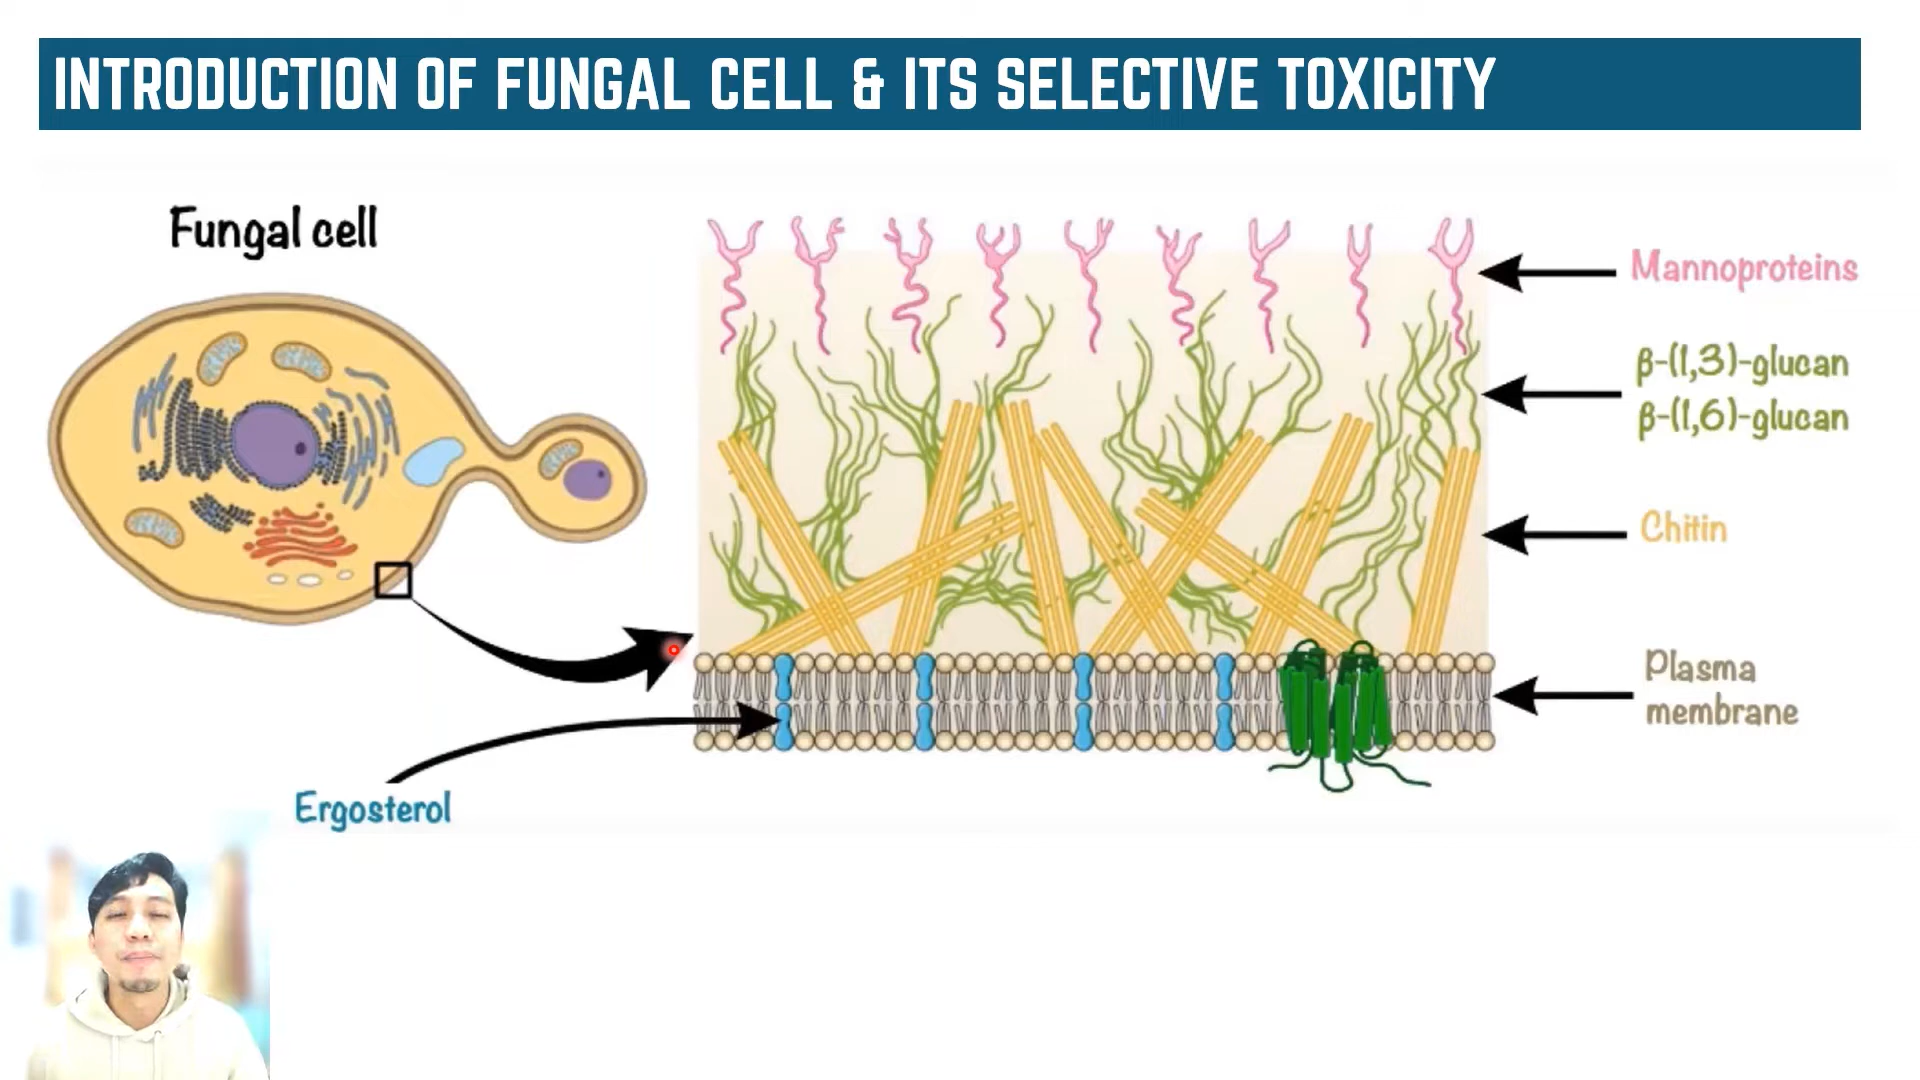 INTRODUCTION OF FUNGAL CELL & ITS SELECTIVE TOXICITY
Fungal cell
Mannoproteins
β-(1,3)-glucan
β-(1,6)-glucan
Chitin
Plasma
membrane
Ergosterol